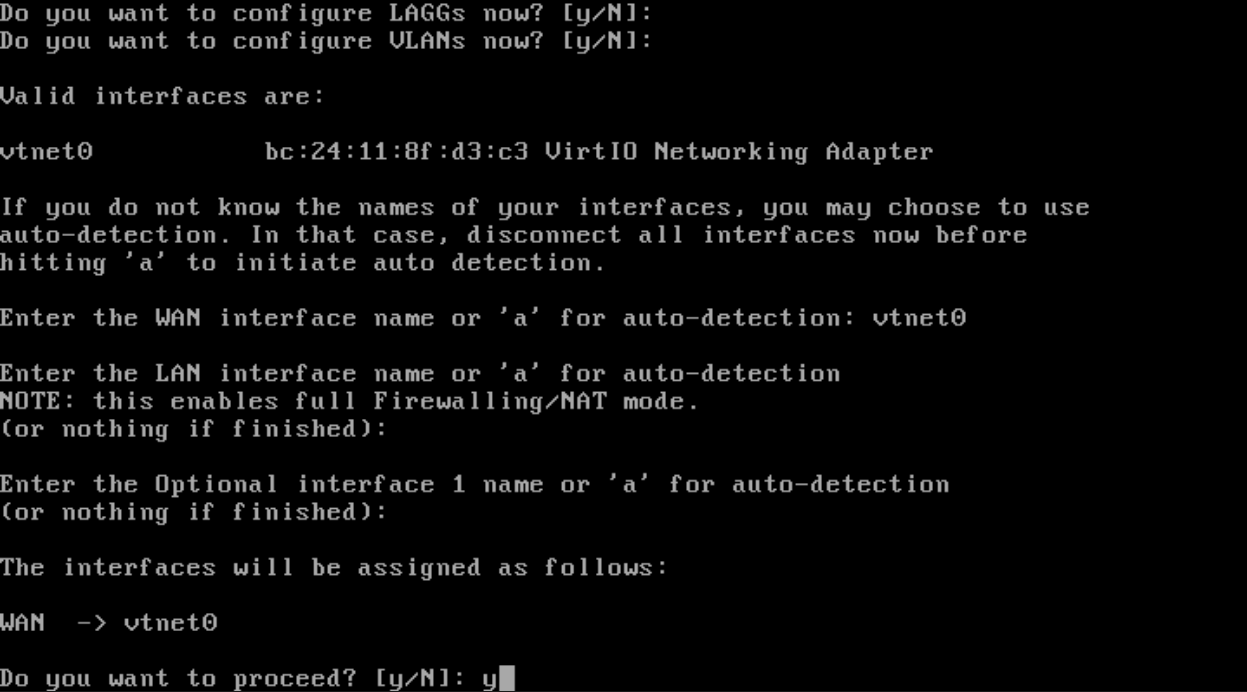 Do you want to configure LAGGs now? [y/N]:
Do you want to configure VLANs now? [y/N]:
Valid interfaces are:
vtnet0 bc:24:11:8f:d3:c3 VirtIO Networking Adapter
If you do not know the names of your interfaces, you may choose to use
auto-detection. In that case, disconnect all interfaces now before
hitting 'a' to initiate auto detection.
Enter the WAN interface name or 'a' for auto-detection: vtnet0
Enter the LAN interface name or 'a' for auto-detection
NOTE: this enables full Firewalling/NAT mode.
(or nothing if finished):
Enter the Optional interface 1 name or 'a' for auto-detection
(or nothing if finished):
The interfaces will be assigned as follows:
WAN -> vtnet0
Do you want to proceed? [y/N]: y